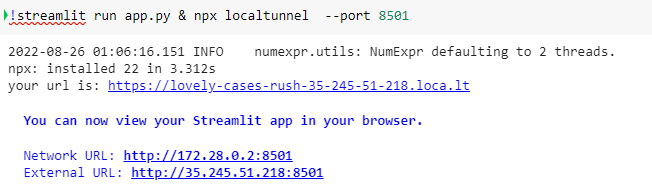 !streamlit run app.py & npx localtunnel --port 8501
2022-08-26 01:06:16.151 INFO    numexpr.utils: NumExpr defaulting to 2 threads.
npx: installed 22 in 3.312s
your url is: https://lovely-cases-rush-35-245-51-218.loca.lt
You can now view your Streamlit app in your browser.
Network URL: http://172.28.0.2:8501
External URL: http://35.245.51.218:8501